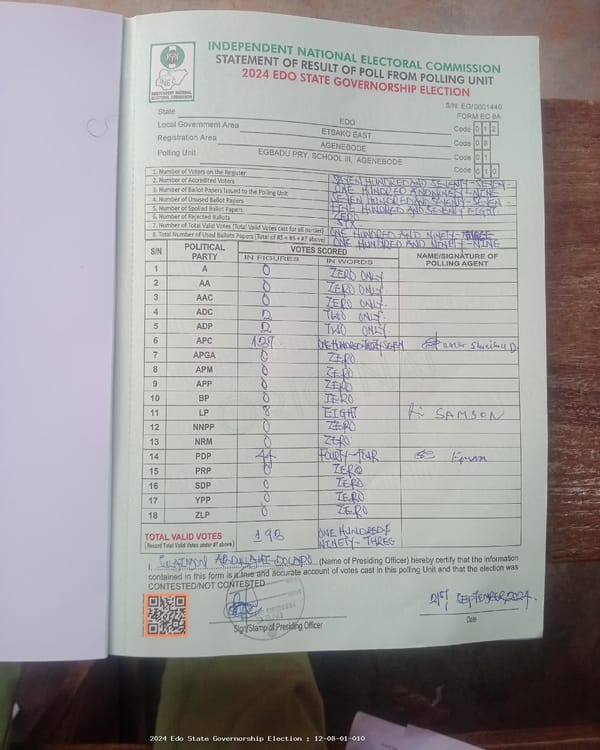 INEC
INDEPENDENT NATIONAL ELECTORAL COMMISSION
INDEPENDENT NATIONAL ELECTORAL COMMISSION
STATEMENT OF RESULT OF POLL FROM POLLING UNIT
2024 EDO STATE GOVERNORSHIP ELECTION
S/N: EG/0001440
FORM EC 8A
State EDO
Local Government Area ETSAKO EAST Code 0 1 2
Registration Area AGENEBODE Code 0 8
Polling Unit EGBADU PRY. SCHOOL III, AGENEBODE Code 0 1
Code 0 1 0
1. Number of Voters on the Register SEVEN HUNDRED AND SEVENTY-SEVEN
2. Number of Accredited Voters ONE HUNDRED AND NINETY-NINE
3. Number of Ballot Papers Issued to the Polling Unit SEVEN HUNDRED AND SEVENTY-SEVEN
4. Number of Unused Ballot Papers FIVE HUNDRED AND SEVENTY EIGHT
5. Number of Spoiled Ballot Papers ZERO
6. Number of Rejected Ballots SIX
7. Number of Total Valid Votes (Total Valid Votes cast for all parties) ONE HUNDRED AND NINETY-THREE
8. Total Number of Used Ballots Papers (Total of #5 + #6 + #7 above) ONE HUNDRED AND NINETY-NINE
S/N POLITICAL PARTY VOTES SCORED NAME/SIGNATURE OF POLLING AGENT
IN FIGURES IN WORDS
1 A 0 ZERO ONLY
2 AA 0 ZERO ONLY
3 AAC 0 ZERO ONLY.
4 ADC 2 TWO ONLY.
5 ADP 2 TWO ONLY
6 APC 137 ONE HUNDRED THIRTY SEVEN
7 APGA 0 ZERO
8 APM 0 ZERO
9 APP 0 ZERO
10 BP 0 ZERO
11 LP 8 EIGHT SAMSON
12 NNPP 0 ZERO
13 NRM 0 ZERO
14 PDP 44 FOURTY-FOUR
15 PRP 0 ZERO
16 SDP 0 ZERO
17 YPP 0 ZERO
18 ZLP 0 ZERO
TOTAL VALID VOTES 193 ONE HUNDRED &
(Record Total Valid Votes under #7 above) NINETY-THREE
I, SULAIMON ABDULLAHI DOLAPO (Name of Presiding Officer) hereby certify that the information
contained in this form is a true and accurate account of votes cast in this polling Unit and that the election was
CONTESTED/NOT CONTESTED
21ST SEPTEMBER, 2024.
Sign/Stamp of Presiding Officer Date
2024 Edo State Governorship Election : 12-08-01-010